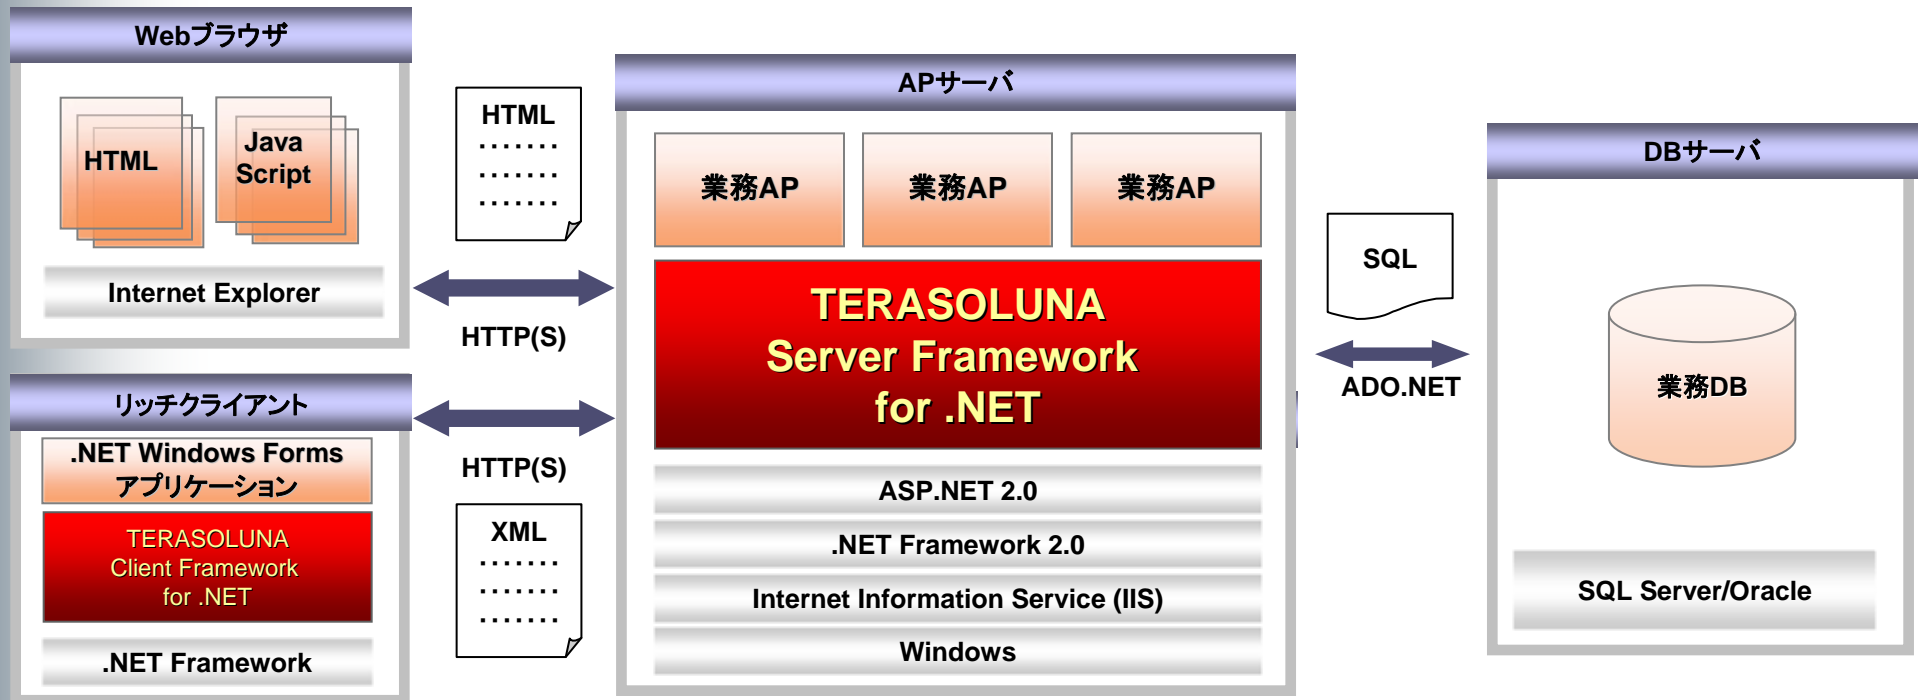 Webブラウザ
HTML
Java
Script
Internet Explorer
リッチクライアント
.NET Windows Forms
アプリケーション
TERASOLUNA
Client Framework
for .NET
.NET Framework
HTML
.......
.......
.......
HTTP(S)
HTTP(S)
XML
.......
.......
.......
APサーバ
業務AP
業務AP
業務AP
TERASOLUNA
Server Framework
for .NET
ASP.NET 2.0
.NET Framework 2.0
Internet Information Service (IIS)
Windows
SQL
ADO.NET
DBサーバ
業務DB
SQL Server/Oracle